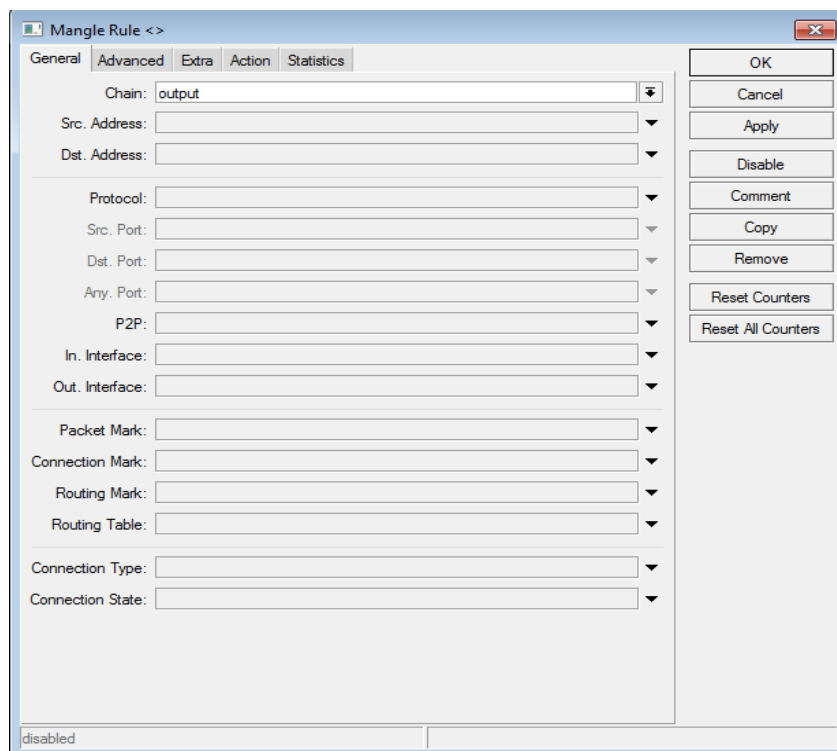 Mangle Rule <>
General Advanced Extra Action Statistics
Chain: output
Src. Address:
Dst. Address:
Protocol:
Src. Port:
Dst. Port:
Any. Port:
P2P:
In. Interface:
Out. Interface:
Packet Mark:
Connection Mark:
Routing Mark:
Routing Table:
Connection Type:
Connection State:
OK
Cancel
Apply
Disable
Comment
Copy
Remove
Reset Counters
Reset All Counters
disabled